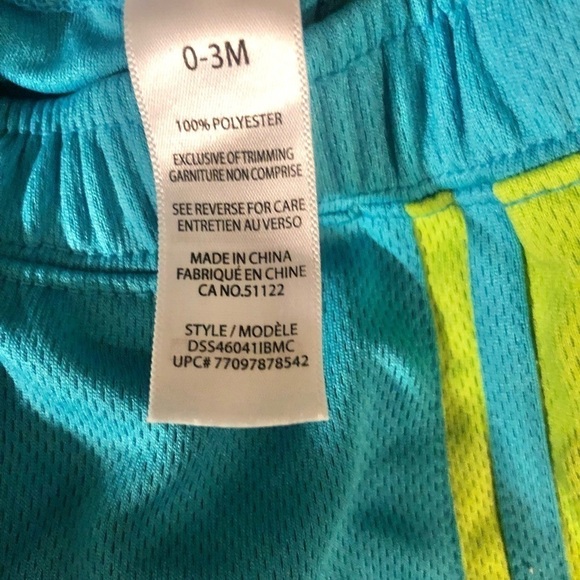 0-3M
100% POLYESTER
EXCLUSIVE OF TRIMMING
GARNITURE NON COMPRISE
SEE REVERSE FOR CARE
ENTRETIEN AU VERSO
MADE IN CHINA
FABRIQUÉ EN CHINE
CA NO.51122
STYLE / MODÈLE
DSS46041IBMC
UPC# 77097878542